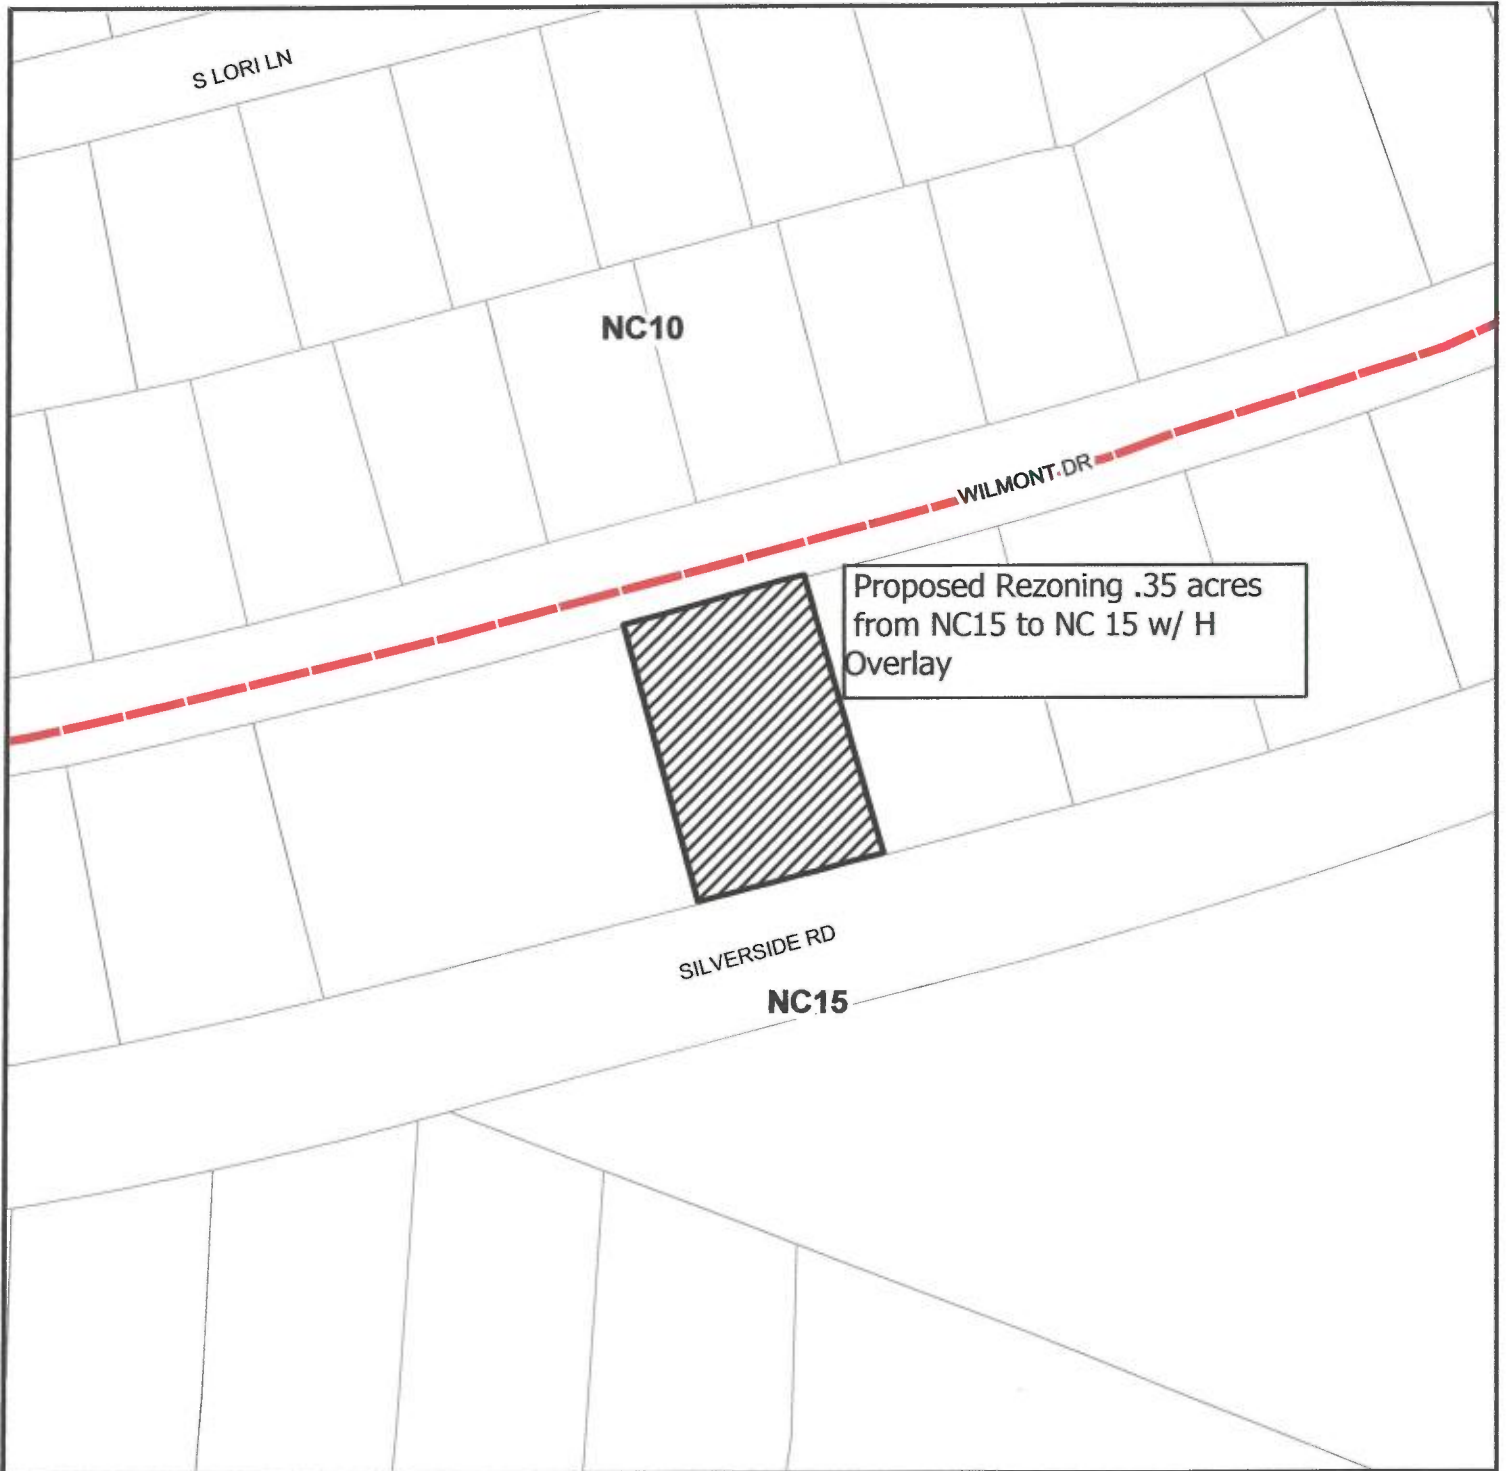 S LORI LN
NC10
WILMONT DR
Proposed Rezoning .35 acres
from NC15 to NC 15 w/ H
Overlay
SILVERSIDE RD
NC15